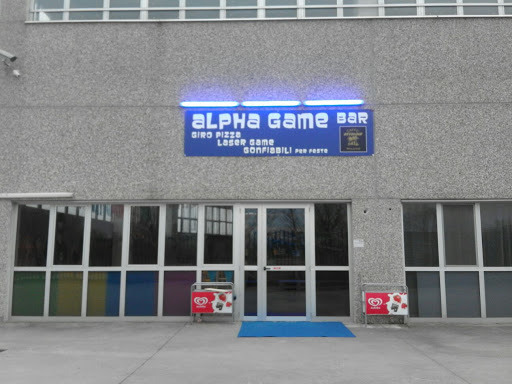 ALPHA GAME BAR
GIRO PIZZA
LASER GAME
GONFIABILI PER FESTE